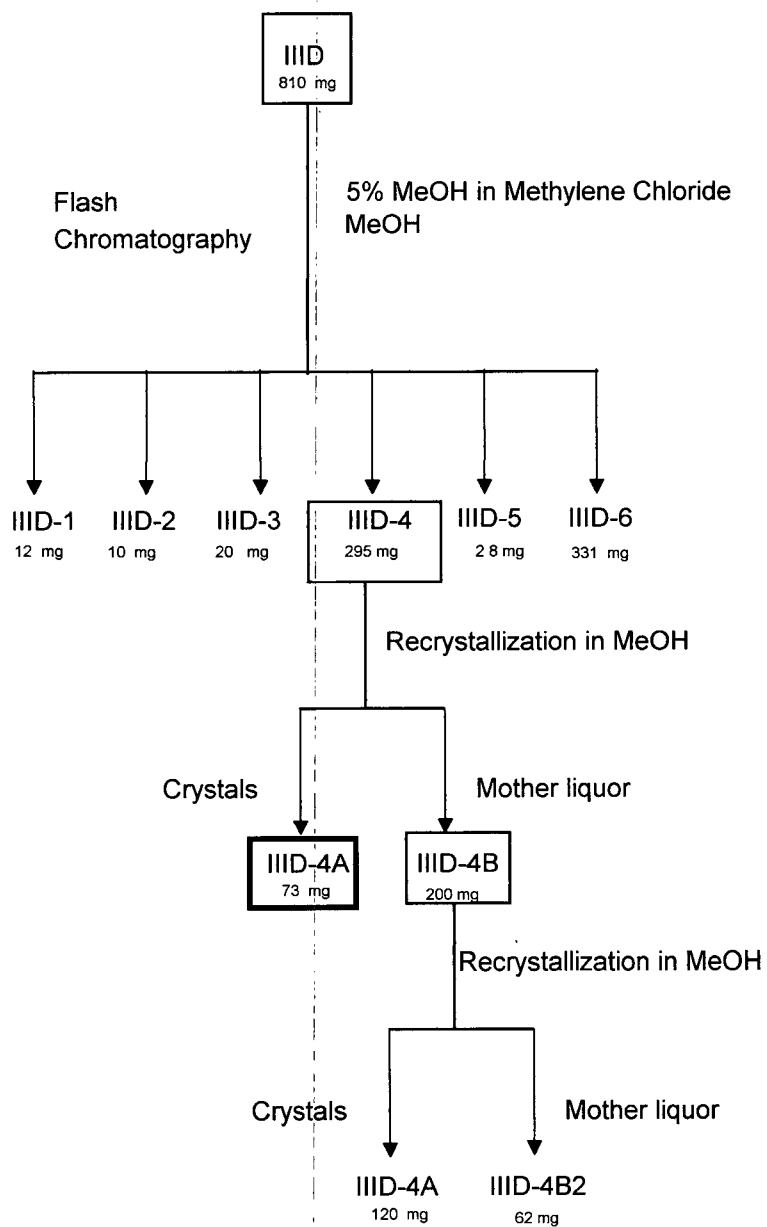 IIID
810 mg
Flash
Chromatography
5% MeOH in Methylene Chloride
MeOH
IIID-1
12 mg
IIID-2
10 mg
IIID-3
20 mg
IIID-4
295 mg
IIID-5
28 mg
IIID-6
331 mg
Recrystallization in MeOH
Crystals
Mother liquor
IIID-4A
73 mg
IIID-4B
200 mg
Recrystallization in MeOH
Crystals
Mother liquor
IIID-4A
120 mg
IIID-4B2
62 mg